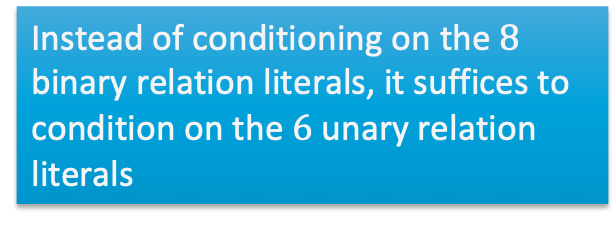 Instead of conditioning on the 8
binary relation literals, it suffices to
condition on the 6 unary relation
literals